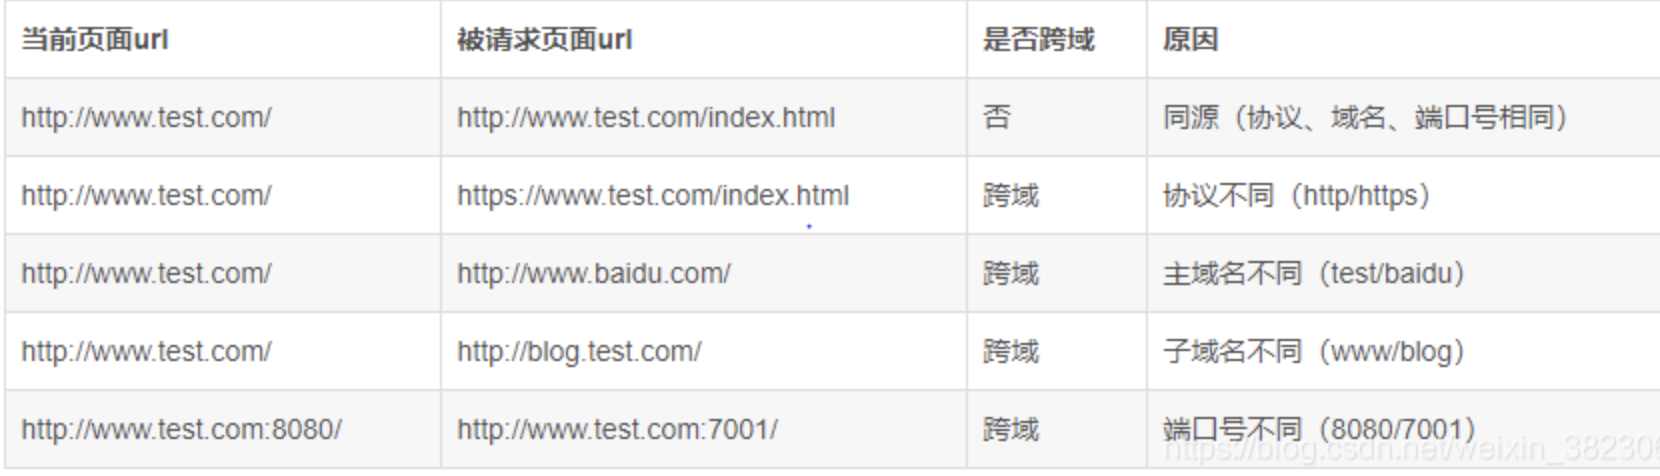 当前页面url 被请求页面url 是否跨域 原因
http://www.test.com/ http://www.test.com/index.html 否 同源（协议、域名、端口号相同）
http://www.test.com/ https://www.test.com/index.html 跨域 协议不同（http/https）
http://www.test.com/ http://www.baidu.com/ 跨域 主域名不同（test/baidu）
http://www.test.com/ http://blog.test.com/ 跨域 子域名不同（www/blog）
http://www.test.com:8080/ http://www.test.com:7001/ 跨域 端口号不同（8080/7001）
https://blog.csdn.net/weixin_38230